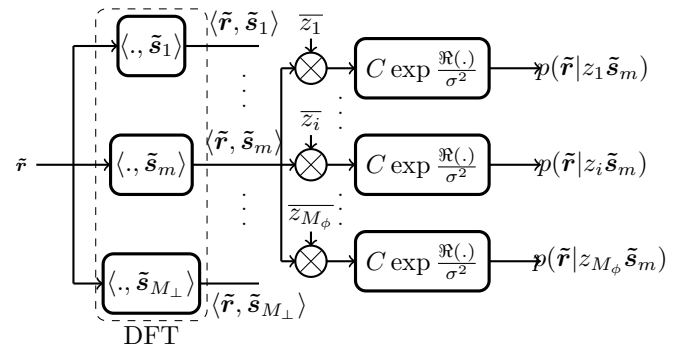 ⟨r̃, s̃₁⟩
z̄₁
⟨., s̃₁⟩
C exp ℜ(.)/σ²
p(r̃|z₁s̃ₘ)
⟨r̃, s̃ₘ⟩
z̄ᵢ
r̃
⟨., s̃ₘ⟩
C exp ℜ(.)/σ²
p(r̃|zᵢs̃ₘ)
z̄_{M_ϕ}
⟨., s̃_{M_⊥}⟩
C exp ℜ(.)/σ²
p(r̃|z_{M_ϕ}s̃ₘ)
⟨r̃, s̃_{M_⊥}⟩
DFT